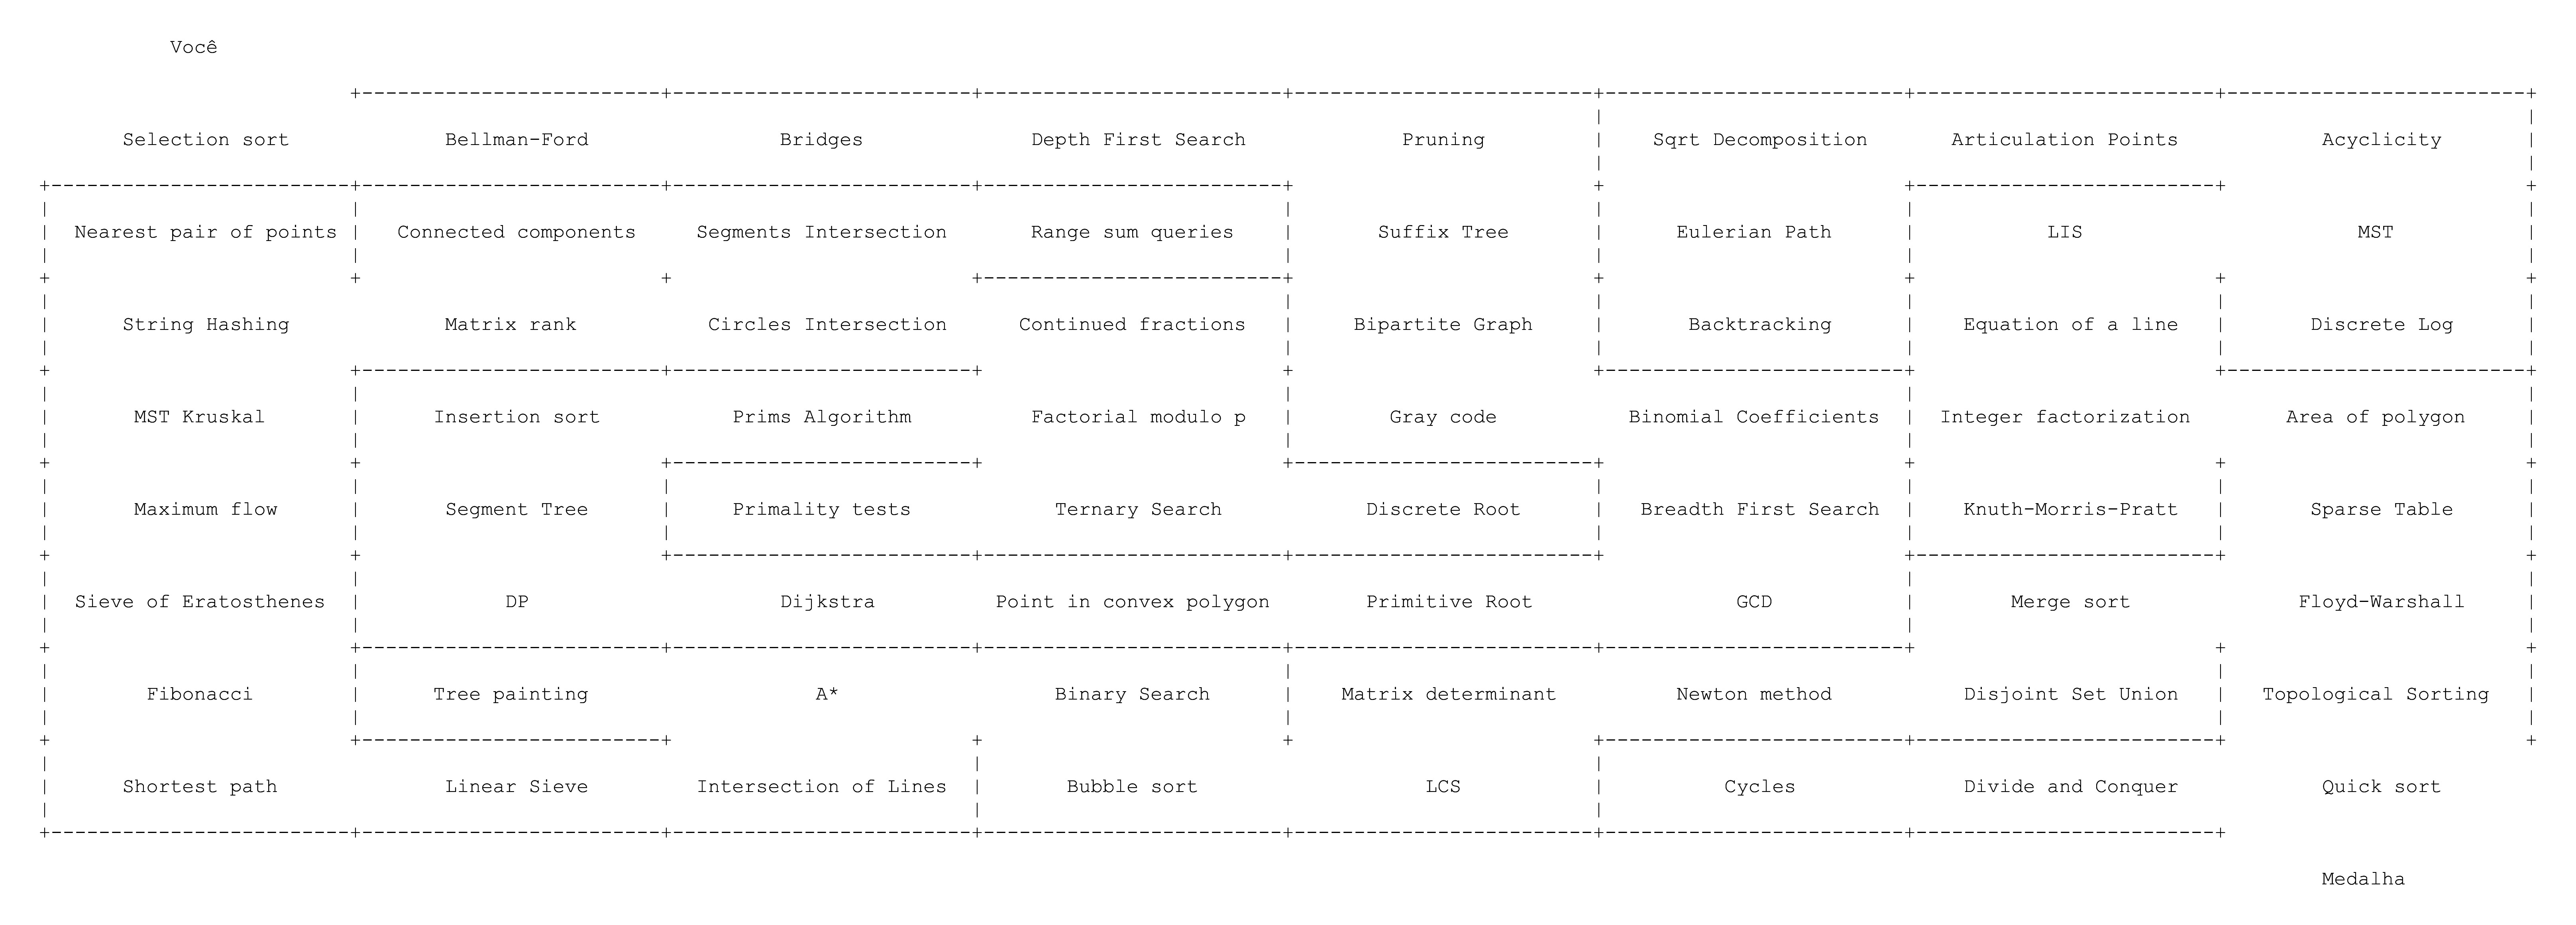 Você
Selection sort Bellman-Ford Bridges Depth First Search Pruning Sqrt Decomposition Articulation Points Acyclicity
Nearest pair of points Connected components Segments Intersection Range sum queries Suffix Tree Eulerian Path LIS MST
String Hashing Matrix rank Circles Intersection Continued fractions Bipartite Graph Backtracking Equation of a line Discrete Log
MST Kruskal Insertion sort Prims Algorithm Factorial modulo p Gray code Binomial Coefficients Integer factorization Area of polygon
Maximum flow Segment Tree Primality tests Ternary Search Discrete Root Breadth First Search Knuth-Morris-Pratt Sparse Table
Sieve of Eratosthenes DP Dijkstra Point in convex polygon Primitive Root GCD Merge sort Floyd-Warshall
Fibonacci Tree painting A* Binary Search Matrix determinant Newton method Disjoint Set Union Topological Sorting
Shortest path Linear Sieve Intersection of Lines Bubble sort LCS Cycles Divide and Conquer Quick sort
Medalha